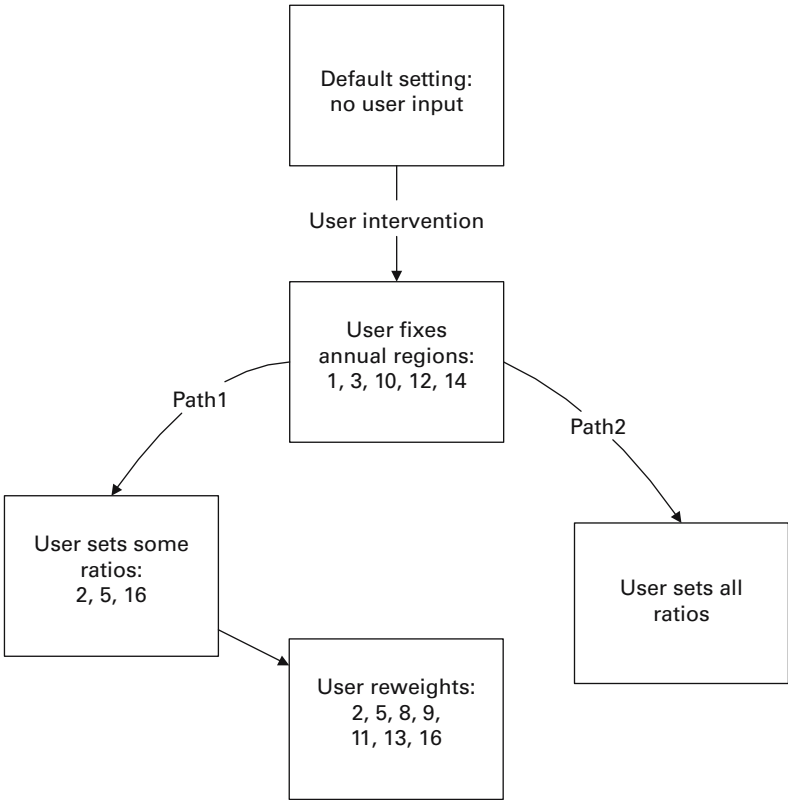 Default setting:
no user input
User intervention
User fixes
annual regions:
1, 3, 10, 12, 14
Path1
Path2
User sets some
ratios:
2, 5, 16
User sets all
ratios
User reweights:
2, 5, 8, 9,
11, 13, 16